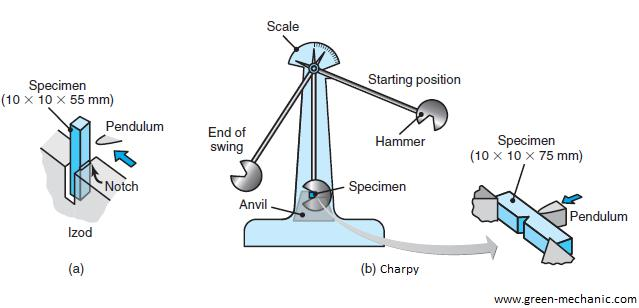 Specimen
(10 × 10 × 55 mm)
Pendulum
Notch
Izod
(a)
Scale
Starting position
End of
swing
Hammer
Specimen
Anvil
(b) Charpy
Specimen
(10 × 10 × 75 mm)
Pendulum
www.green-mechanic.com